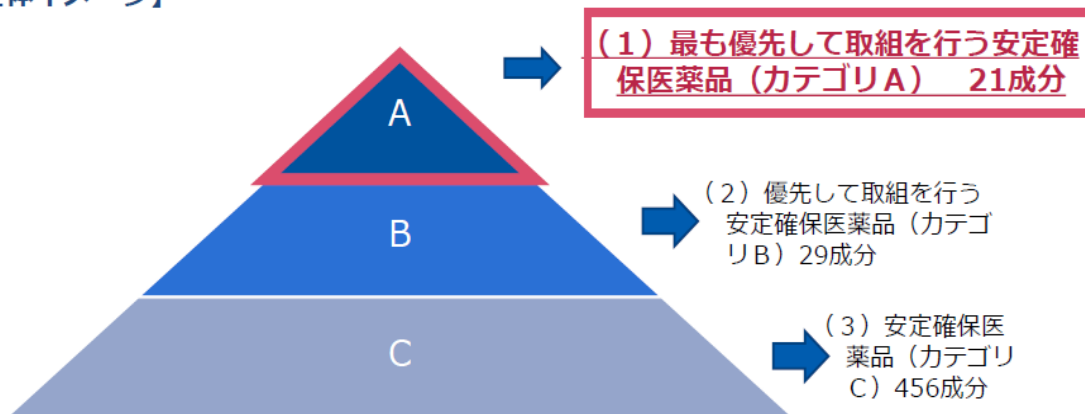 （１）最も優先して取組を行う安定確
保医薬品（カテゴリＡ）　21成分
A
（２）優先して取組を行う
安定確保医薬品（カテゴ
リＢ）29成分
B
（３）安定確保医
薬品（カテゴリ
Ｃ）456成分
C